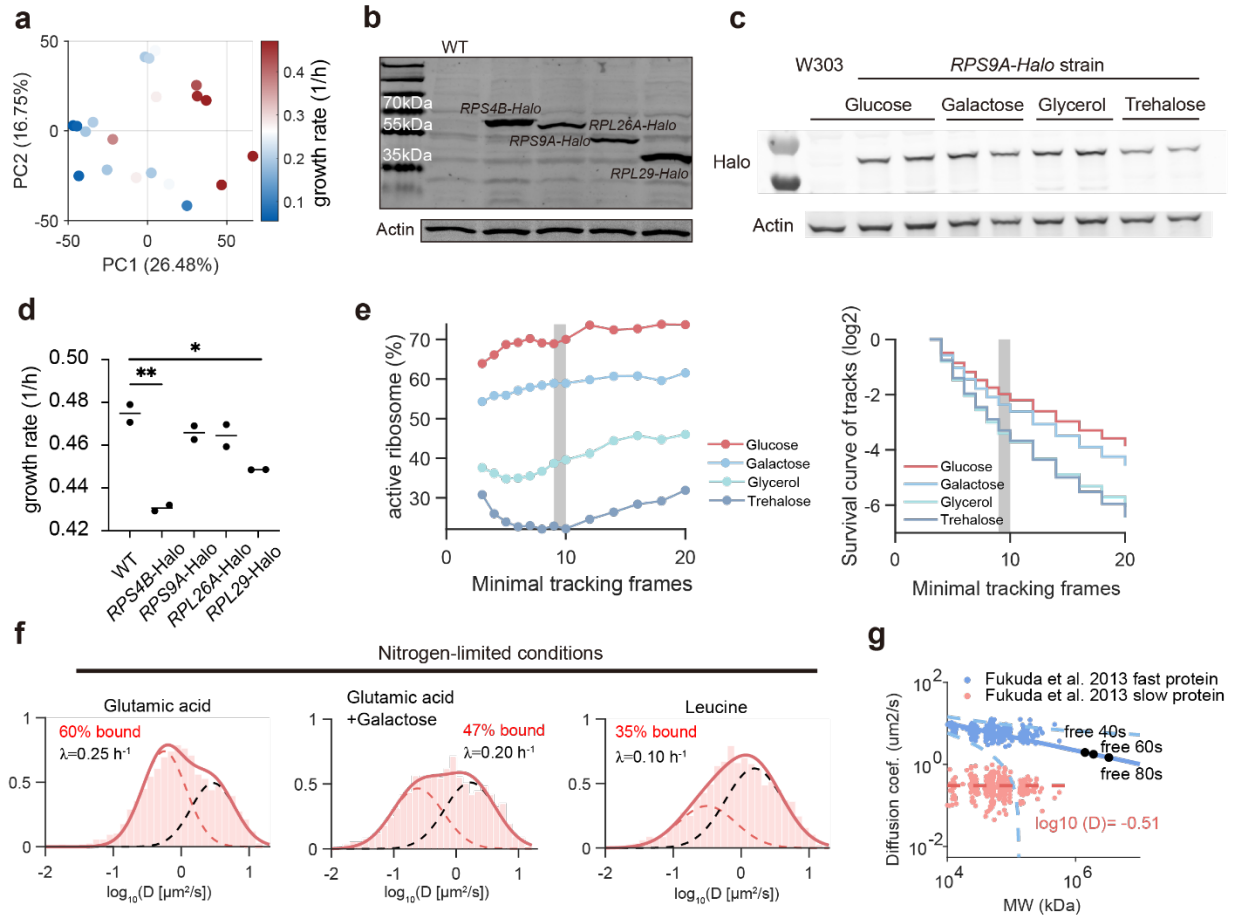 a
50
0
-50
-50
0
50
PC2 (16.75%)
PC1 (26.48%)
0.4
0.3
0.2
0.1
growth rate (1/h)
b
WT
70kDa
55kDa
35kDa
RPS4B-Halo
RPL26A-Halo
RPS9A-Halo
RPL29-Halo
Actin
c
W303
RPS9A-Halo strain
Glucose
Galactose
Glycerol
Trehalose
Halo
Actin
d
growth rate (1/h)
0.50
0.48
0.46
0.44
0.42
*
**
WT
RPS4B-Halo
RPS9A-Halo
RPL26A-Halo
RPL29-Halo
e
active ribosome (%)
70
60
50
40
30
0
10
20
Minimal tracking frames
Glucose
Galactose
Glycerol
Trehalose
Survival curve of tracks (log2)
0
-2
-4
-6
0
10
20
Minimal tracking frames
Glucose
Galactose
Glycerol
Trehalose
f
Nitrogen-limited conditions
Glutamic acid
60% bound
λ=0.25 h⁻¹
1
0.5
0
-2
-1
0
1
log₁₀(D [µm²/s])
Glutamic acid
+Galactose
47% bound
λ=0.20 h⁻¹
1
0.5
0
-2
-1
0
1
log₁₀(D [µm²/s])
Leucine
35% bound
λ=0.10 h⁻¹
1
0.5
0
-2
-1
0
1
log₁₀(D [µm²/s])
g
Fukuda et al. 2013 fast protein
Fukuda et al. 2013 slow protein
Diffusion coef. (um2/s)
10²
10⁰
10⁻²
free 40s
free 60s
free 80s
log10 (D)= -0.51
10⁴
10⁶
MW (kDa)